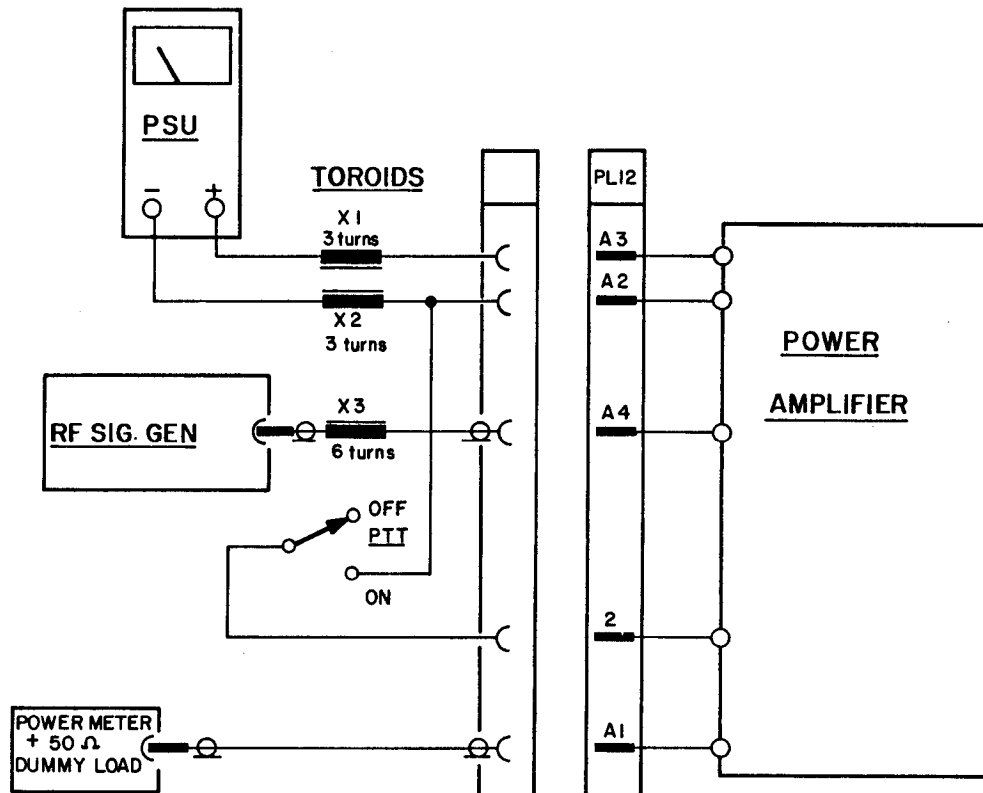 PSU
- +
TOROIDS
X1
3 turns
X2
3 turns
RF SIG. GEN
X3
6 turns
OFF
PTT
ON
POWER METER
+ 50 Ω
DUMMY LOAD
PL12
A3
A2
A4
2
A1
POWER
AMPLIFIER